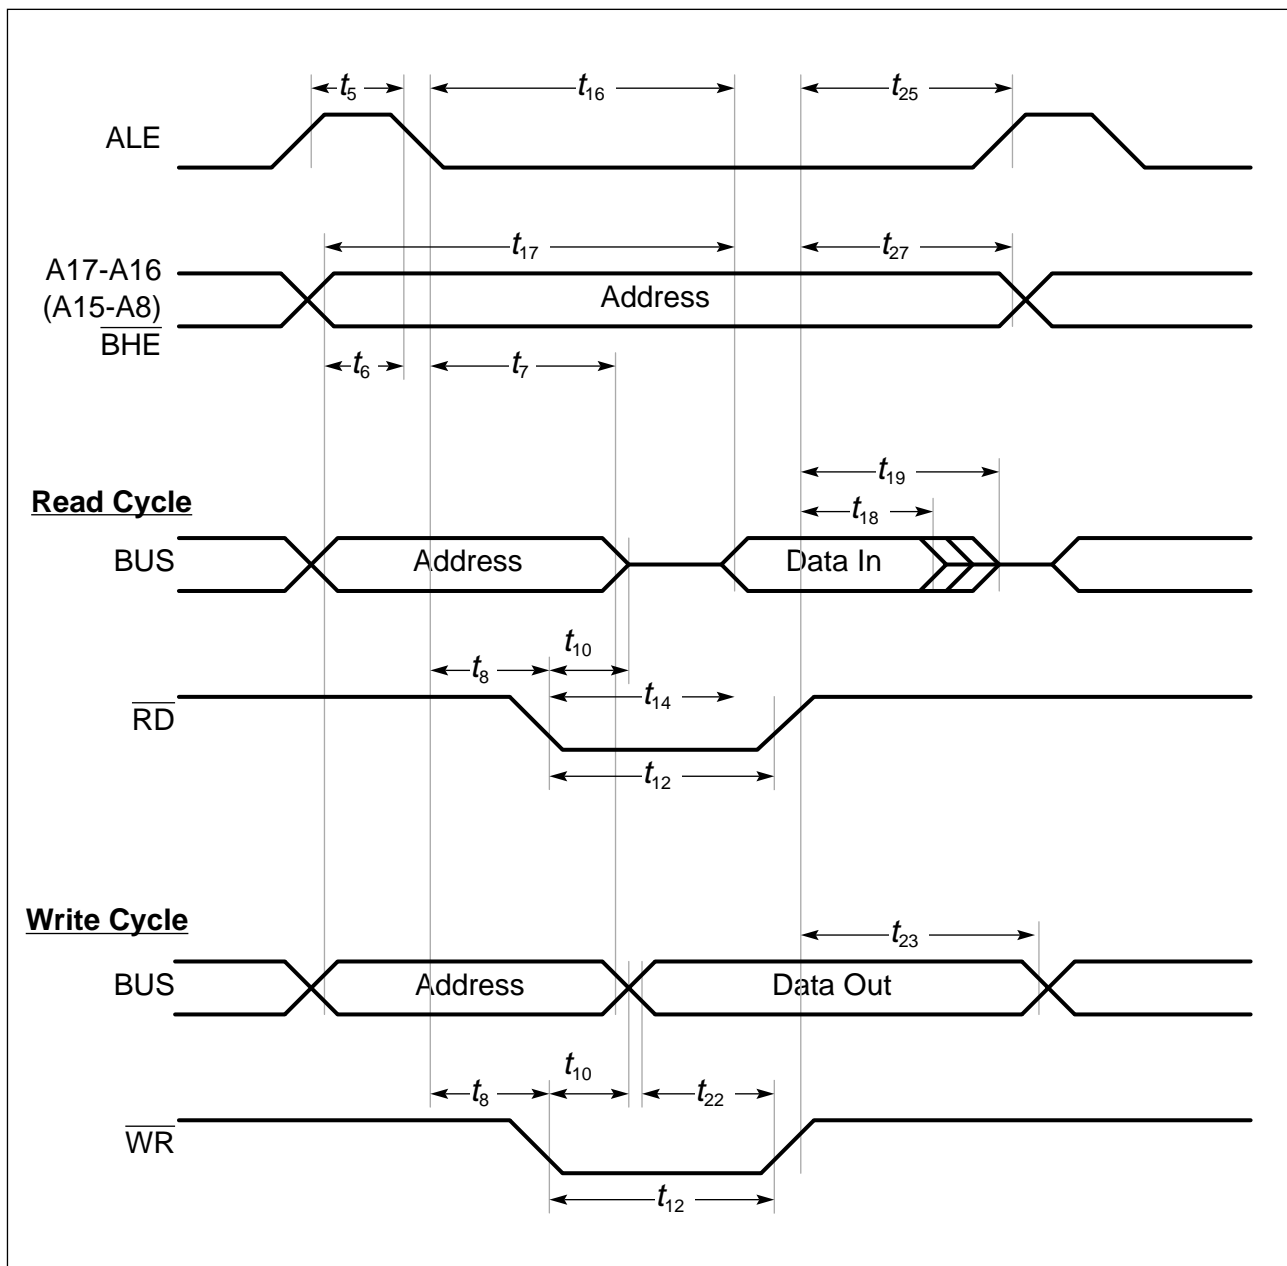 t5
t16
t25
ALE
t17
t27
A17-A16
(A15-A8)
BHE
Address
t6
t7
t19
Read Cycle
t18
BUS
Address
Data In
t10
t8
t14
RD
t12
Write Cycle
t23
BUS
Address
Data Out
t10
t8
t22
WR
t12